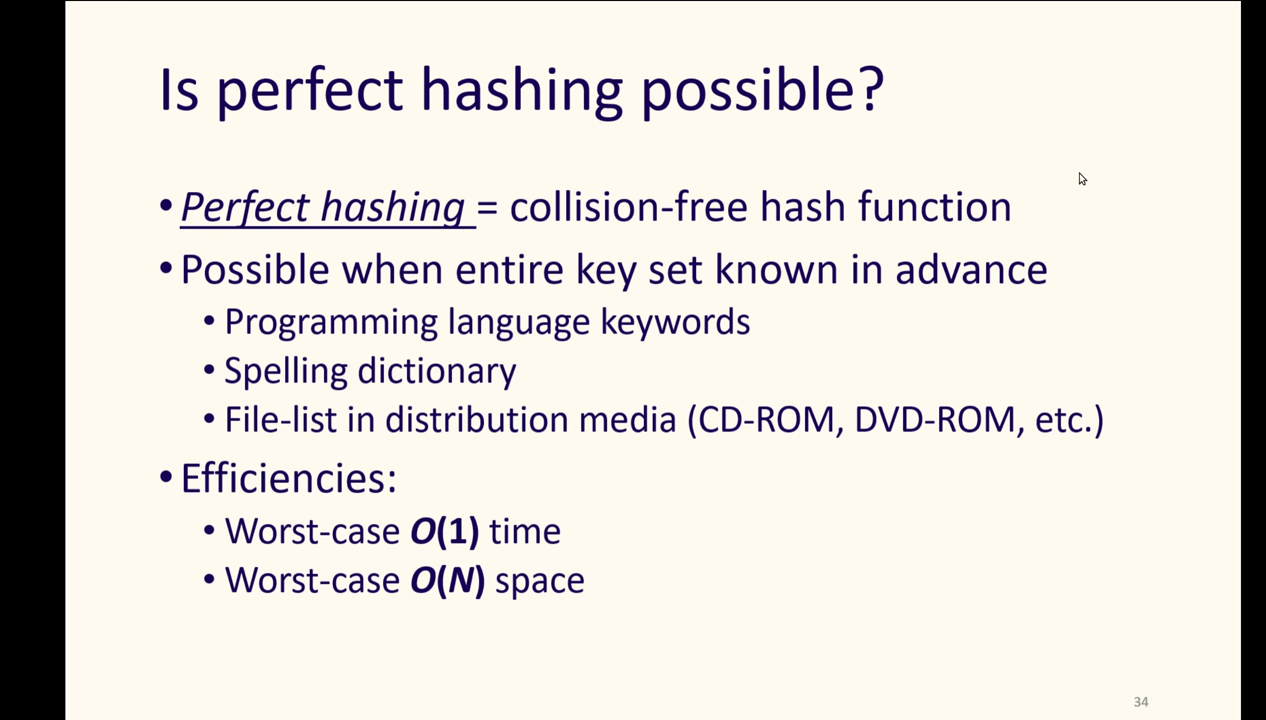 Is perfect hashing possible?
•Perfect hashing = collision-free hash function
•Possible when entire key set known in advance
•Programming language keywords
•Spelling dictionary
•File-list in distribution media (CD-ROM, DVD-ROM, etc.)
•Efficiencies:
•Worst-case O(1) time
•Worst-case O(N) space
34